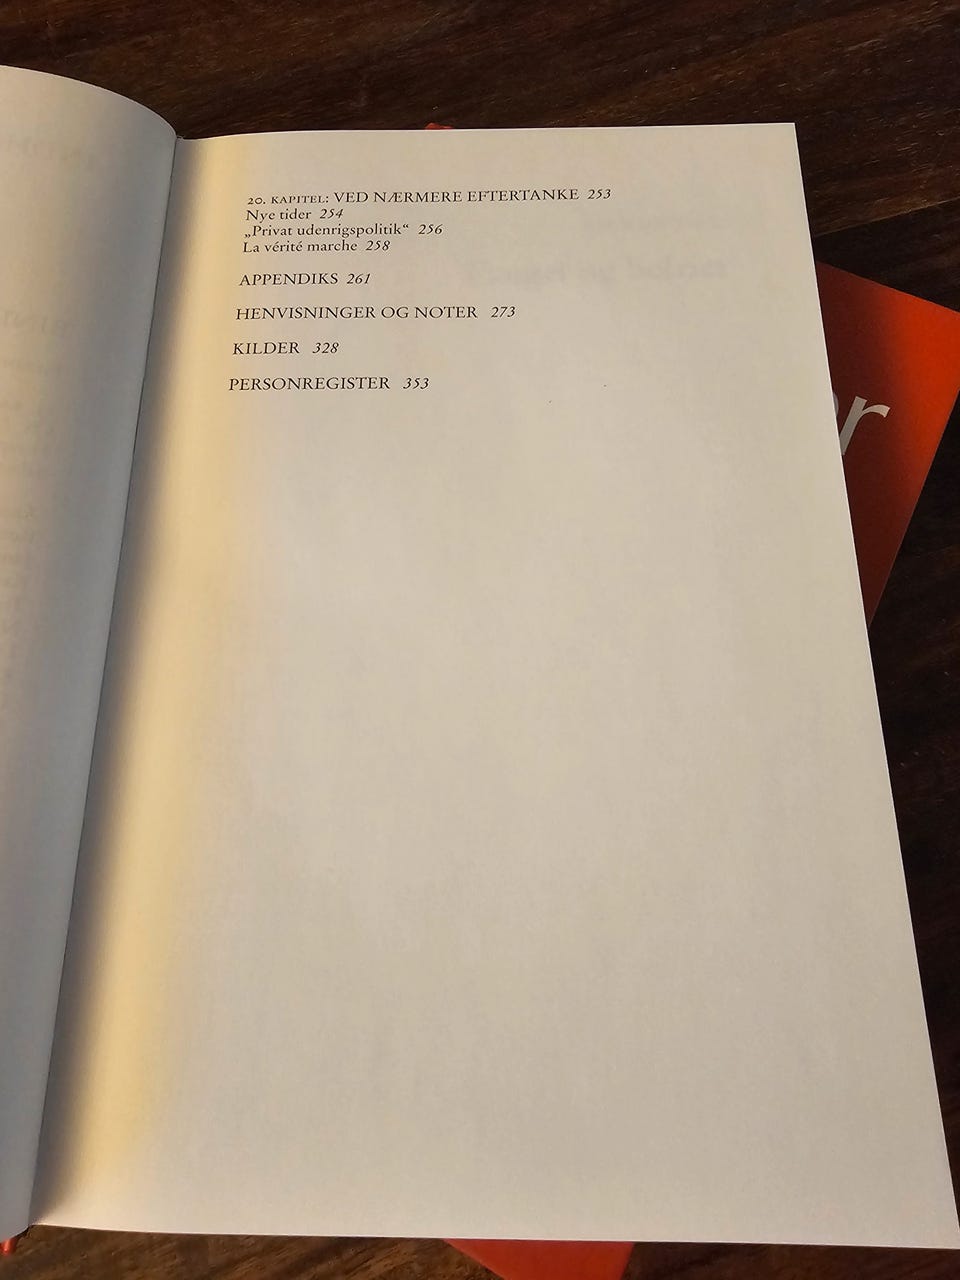 20. KAPITEL: VED NÆRMERE EFTERTANKE 253
Nye tider 254
„Privat udenrigspolitik“ 256
La vérité marche 258
APPENDIKS 261
HENVISNINGER OG NOTER 273
KILDER 328
PERSONREGISTER 353